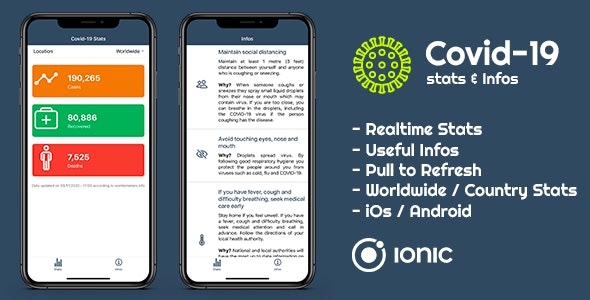 Covid-19 Stats
Location
Worldwide
190,265
Cases
80,886
Recovered
7,525
Deaths
Stats
Infos
Infos
Maintain social distancing
Maintain at least 1 metre (3 feet)
distance between yourself and anyone
who is coughing or sneezing.
Why? When someone coughs or
sneezes they spray small liquid droplets
from their nose or mouth which may
contain virus. If you are too close, you
can breathe in the droplets, including
the COVID-19 virus if the person
coughing has the disease.
Avoid touching eyes, nose and
mouth
Why? Droplets spread virus. By
following good respiratory hygiene you
protect the people around you from
viruses such as cold, flu and COVID-19.
If you have fever, cough and
difficulty breathing, seek medical
care early
Stay home if you feel unwell. If you have
a fever, cough and difficulty breathing,
seek medical attention and call in
advance. Follow the directions of your
local health authority.
Why? National and local authorities will
have the most up to date information on
Stats
Infos
Covid-19
stats & Infos
- Realtime Stats
- Useful Infos
- Pull to Refresh
- Worldwide / Country Stats
- iOs / Android
IONIC